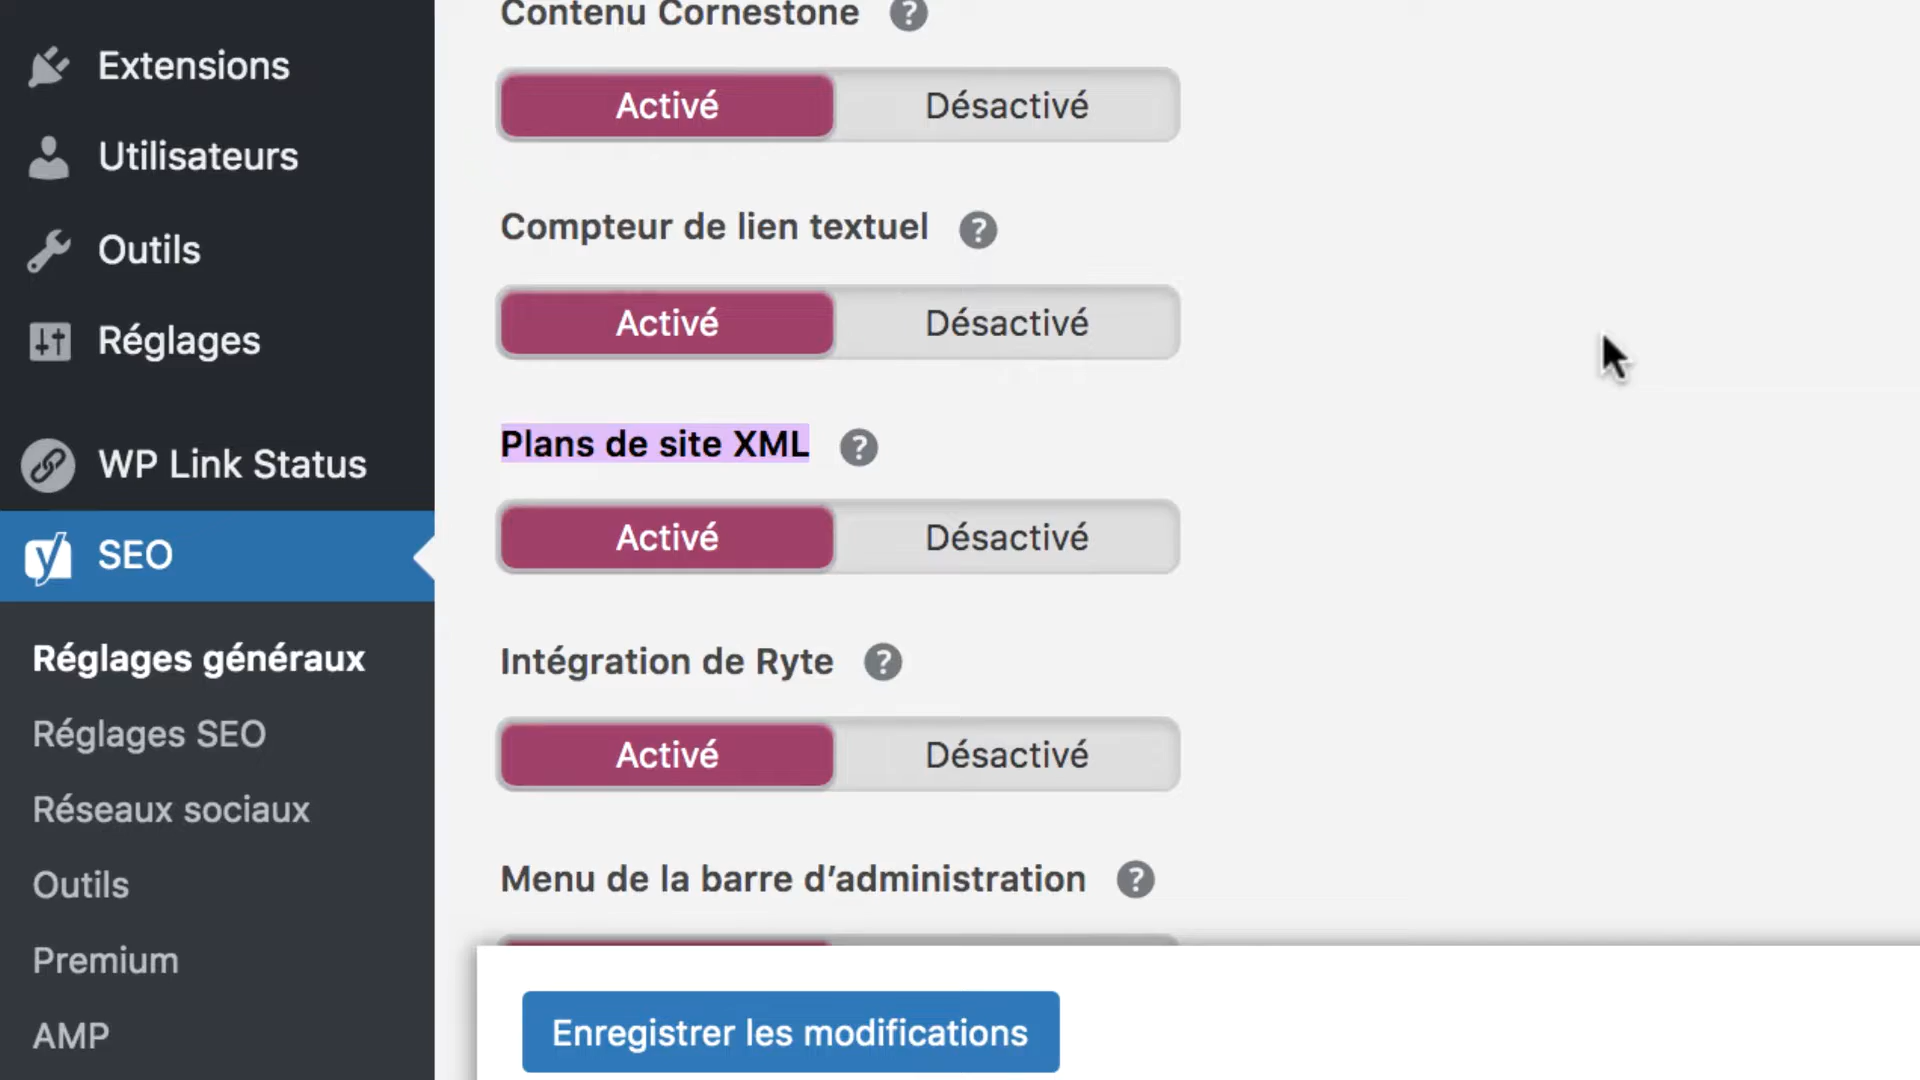 Extensions
Utilisateurs
Outils
Réglages
WP Link Status
SEO
Réglages généraux
Réglages SEO
Réseaux sociaux
Outils
Premium
AMP
Contenu Cornestone ?
Activé Désactivé
Compteur de lien textuel ?
Activé Désactivé
Plans de site XML ?
Activé Désactivé
Intégration de Ryte ?
Activé Désactivé
Menu de la barre d’administration ?
Enregistrer les modifications